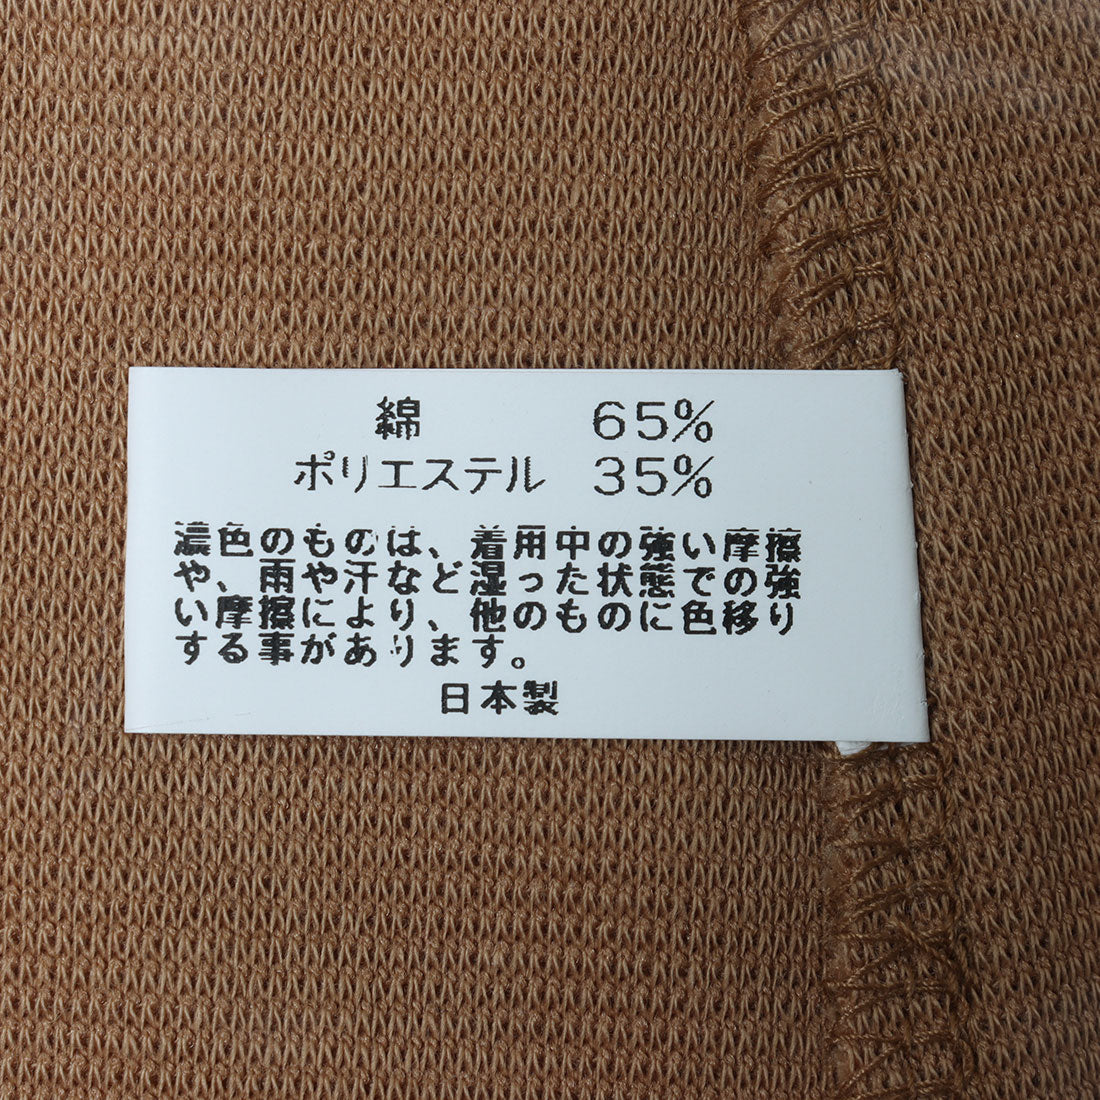 綿 65%
ポリエステル 35%
濃色のものは、着用中の強い摩擦
や、雨や汗など湿った状態での強
い摩擦により、他のものに色移り
する事があります。
日本製